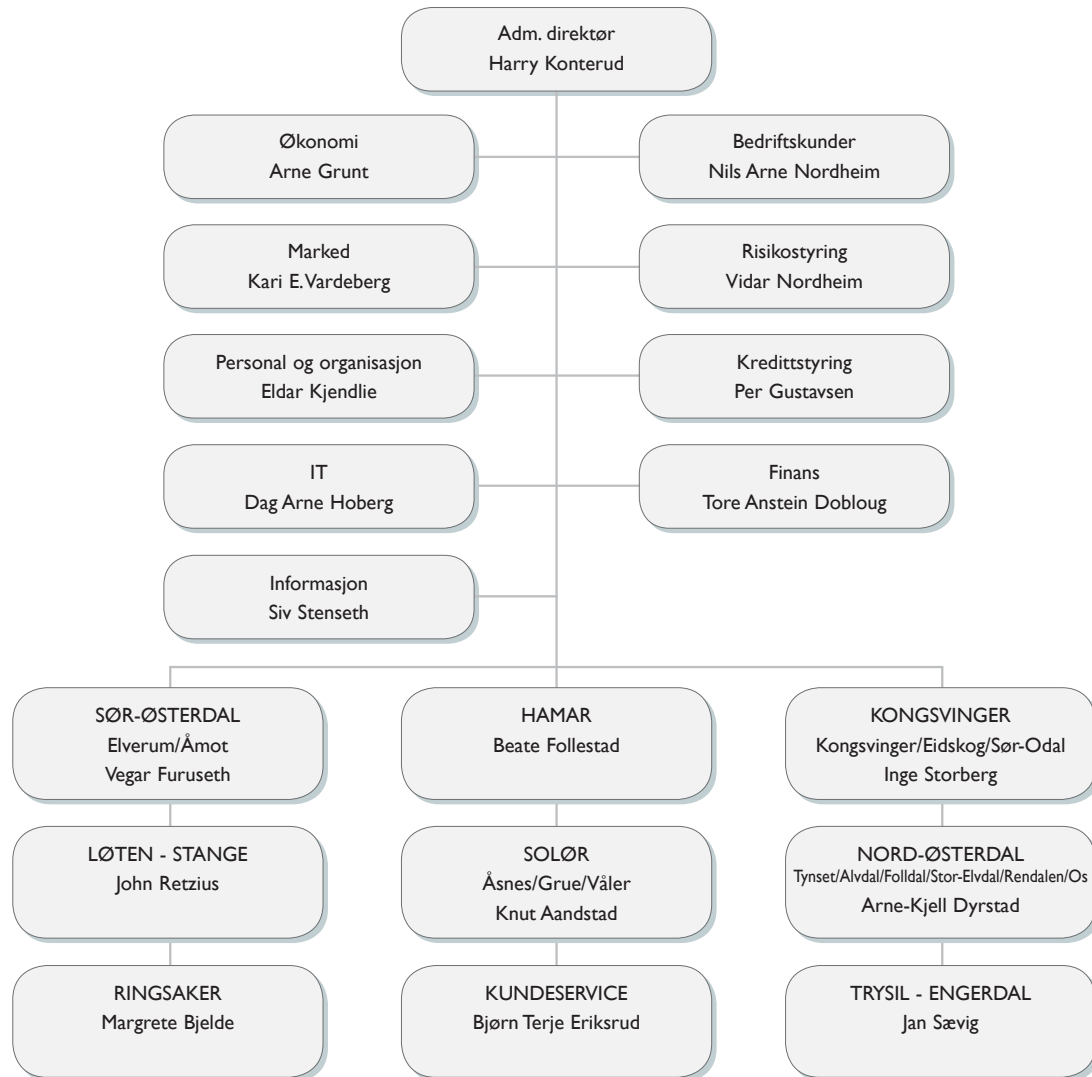 Adm. direktør
Harry Konterud
Økonomi
Arne Grunt
Bedriftskunder
Nils Arne Nordheim
Marked
Kari E. Vardeberg
Risikostyring
Vidar Nordheim
Personal og organisasjon
Eldar Kjendlie
Kredittstyring
Per Gustavsen
IT
Dag Arne Hoberg
Finans
Tore Anstein Dobloug
Informasjon
Siv Stenseth
SØR-ØSTERDAL
Elverum/Åmot
Vegar Furuseth
HAMAR
Beate Follestad
KONGSVINGER
Kongsvinger/Eidskog/Sør-Odal
Inge Storberg
LØTEN - STANGE
John Retzius
SOLØR
Åsnes/Grue/Våler
Knut Aandstad
NORD-ØSTERDAL
Tynset/Alvdal/Folldal/Stor-Elvdal/Rendalen/Os
Arne-Kjell Dyrstad
RINGSAKER
Margrete Bjelde
KUNDESERVICE
Bjørn Terje Eriksrud
TRYSIL - ENGERDAL
Jan Sævig